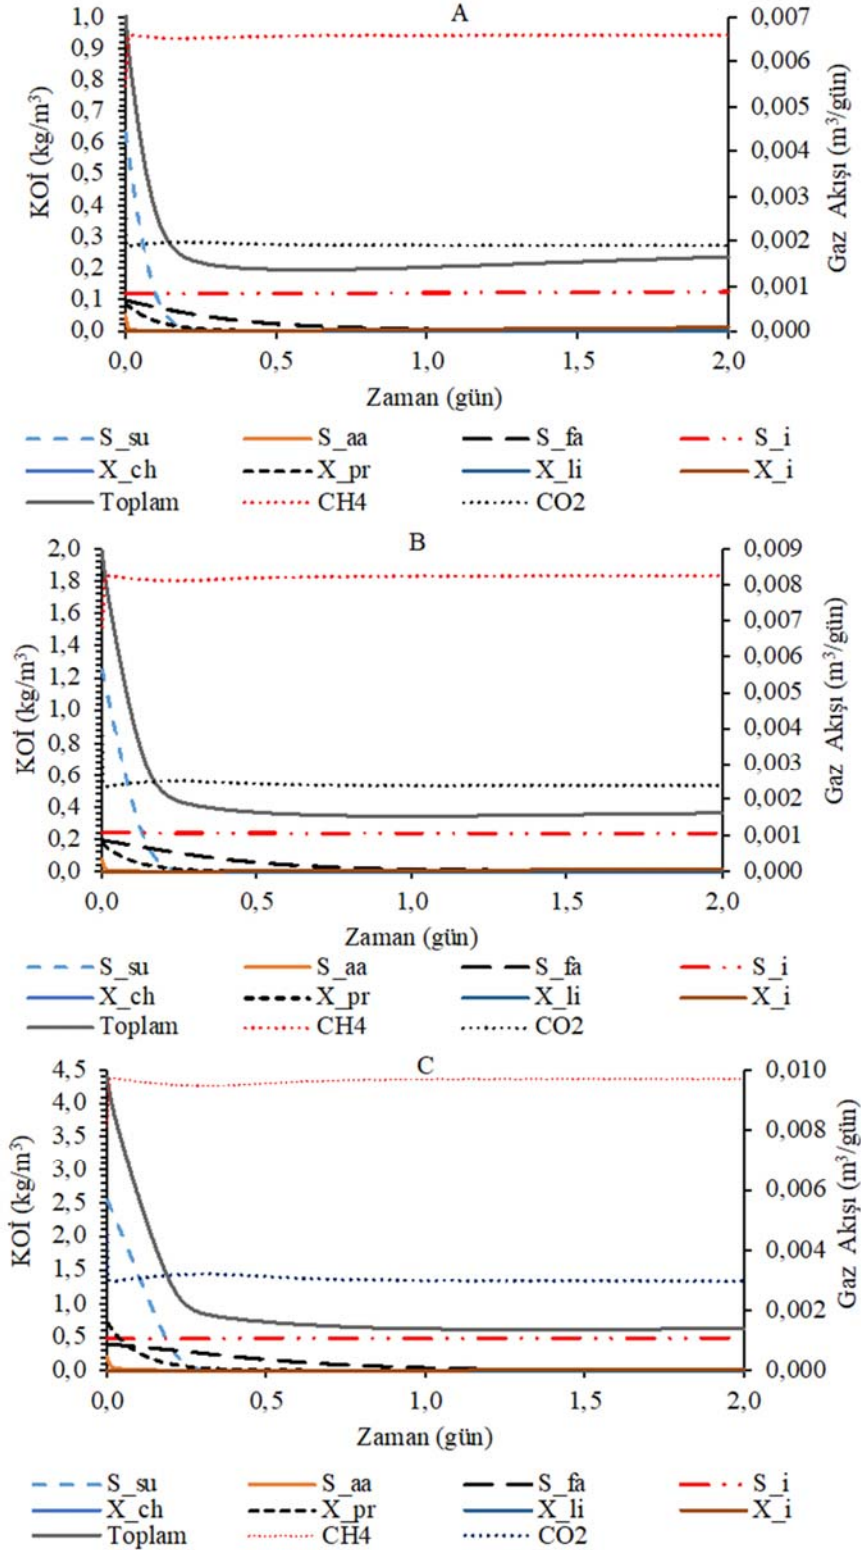 A
KOİ (kg/m³)
1,0
0,9
0,8
0,7
0,6
0,5
0,4
0,3
0,2
0,1
0,0
0,007
0,006
0,005
0,004
0,003
0,002
0,001
0,000
Gaz Akışı (m³/gün)
0,0 0,5 1,0 1,5 2,0
Zaman (gün)
S_su S_aa S_fa S_i
X_ch X_pr X_li X_i
Toplam CH4 CO2
B
KOİ (kg/m³)
2,0
1,8
1,6
1,4
1,2
1,0
0,8
0,6
0,4
0,2
0,0
0,009
0,008
0,007
0,006
0,005
0,004
0,003
0,002
0,001
0,000
Gaz Akışı (m³/gün)
0,0 0,5 1,0 1,5 2,0
Zaman (gün)
S_su S_aa S_fa S_i
X_ch X_pr X_li X_i
Toplam CH4 CO2
C
KOİ (kg/m³)
4,5
4,0
3,5
3,0
2,5
2,0
1,5
1,0
0,5
0,0
0,010
0,008
0,006
0,004
0,002
0,000
Gaz Akışı (m³/gün)
0,0 0,5 1,0 1,5 2,0
Zaman (gün)
S_su S_aa S_fa S_i
X_ch X_pr X_li X_i
Toplam CH4 CO2